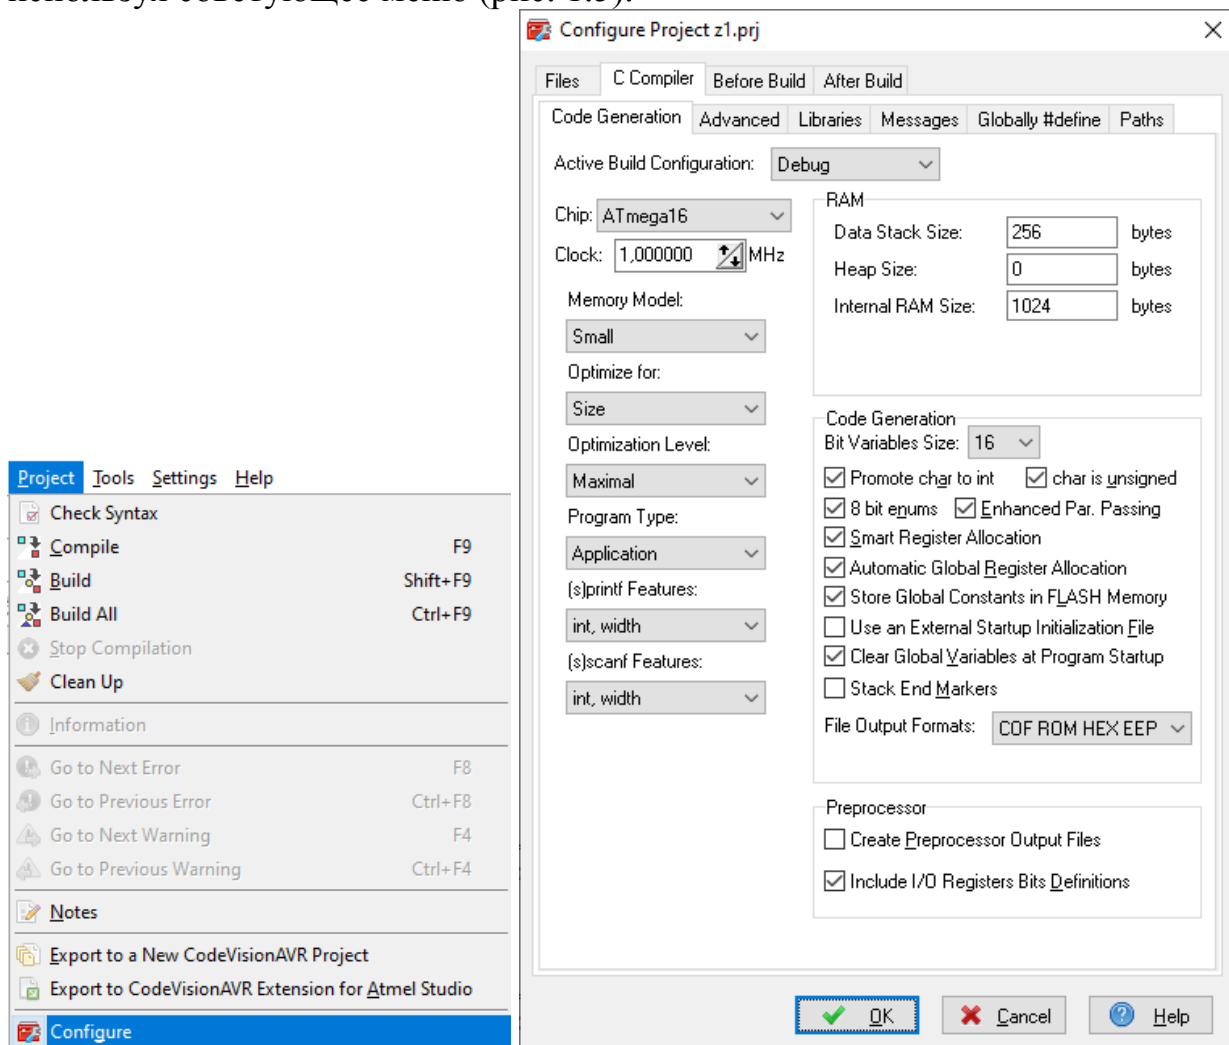 используя советующее меню (рис. 1.3).
Configure Project z1.prj
Files C Compiler Before Build After Build
Code Generation Advanced Libraries Messages Globally #define Paths
Active Build Configuration: Debug
Chip: ATmega16
Clock: 1,000000 MHz
Memory Model:
Small
Optimize for:
Size
Optimization Level:
Maximal
Program Type:
Application
(s)printf Features:
int, width
(s)scanf Features:
int, width
RAM
Data Stack Size: 256 bytes
Heap Size: 0 bytes
Internal RAM Size: 1024 bytes
Code Generation
Bit Variables Size: 16
Promote char to int char is unsigned
8 bit enums Enhanced Par. Passing
Smart Register Allocation
Automatic Global Register Allocation
Store Global Constants in FLASH Memory
Use an External Startup Initialization File
Clear Global Variables at Program Startup
Stack End Markers
File Output Formats: COF ROM HEX EEP
Preprocessor
Create Preprocessor Output Files
Include I/O Registers Bits Definitions
OK Cancel Help
Project Tools Settings Help
Check Syntax
Compile F9
Build Shift+F9
Build All Ctrl+F9
Stop Compilation
Clean Up
Information
Go to Next Error F8
Go to Previous Error Ctrl+F8
Go to Next Warning F4
Go to Previous Warning Ctrl+F4
Notes
Export to a New CodeVisionAVR Project
Export to CodeVisionAVR Extension for Atmel Studio
Configure